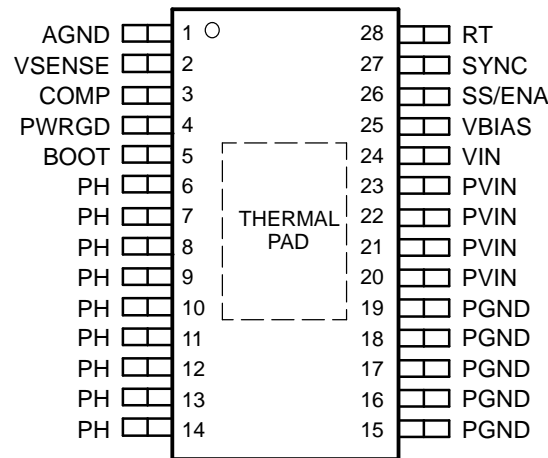 AGND 1 28 RT
VSENSE 2 27 SYNC
COMP 3 26 SS/ENA
PWRGD 4 25 VBIAS
BOOT 5 24 VIN
PH 6 23 PVIN
PH 7 22 PVIN
PH 8 21 PVIN
PH 9 20 PVIN
PH 10 19 PGND
PH 11 18 PGND
PH 12 17 PGND
PH 13 16 PGND
PH 14 15 PGND
THERMAL
PAD